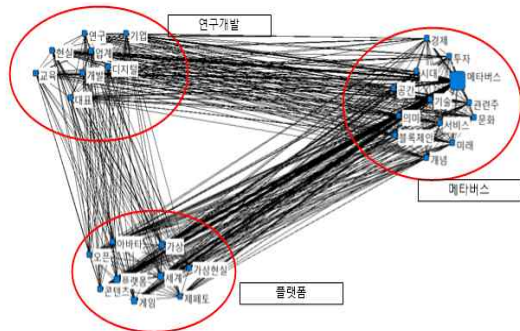 연구개발
연구
기업
현실
업계
디지털
교육
개발
대표
경제
투자
시대
메타버스
공간
기술
관련주
문화
의미
서비스
블록체인
미래
개념
메타버스
아바타
가상
오픈
플랫폼
세계
가상현실
콘텐츠
게임
제페토
플랫폼